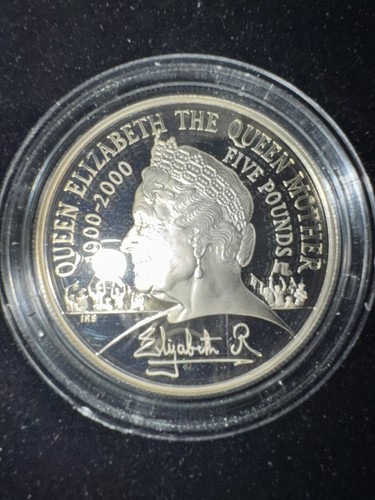 QUEEN ELIZABETH THE QUEEN MOTHER
1900-2000
FIVE POUNDS
IRB
Elizabeth R